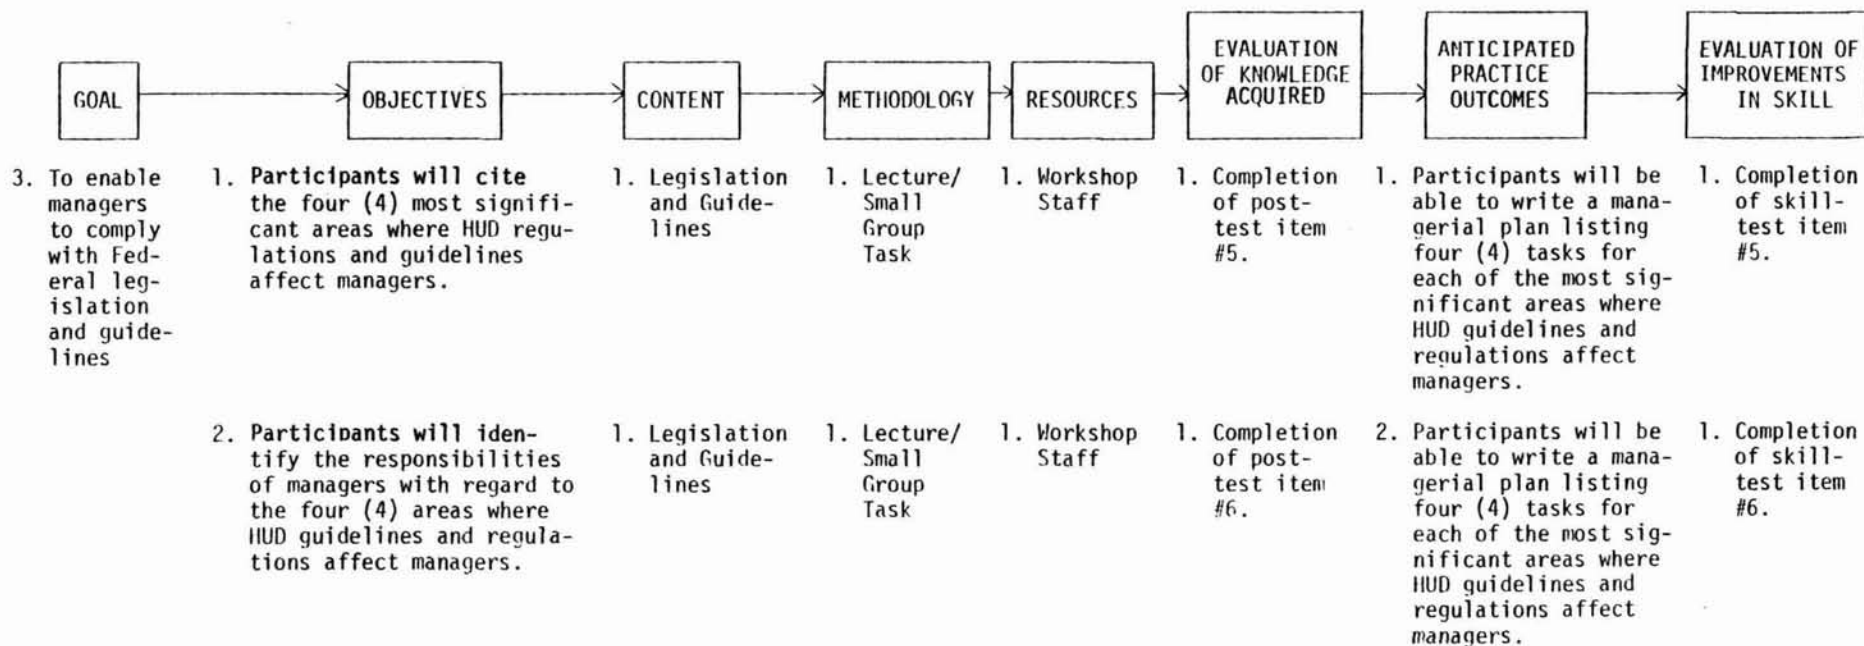 GOAL
OBJECTIVES
CONTENT
METHODOLOGY
RESOURCES
EVALUATION
OF KNOWLEDGE
ACQUIRED
ANTICIPATED
PRACTICE
OUTCOMES
EVALUATION OF
IMPROVEMENTS
IN SKILL
3. To enable
managers
to comply
with Fed-
eral leg-
islation
and guide-
lines
1. Participants will cite
the four (4) most signifi-
cant areas where HUD regu-
lations and guidelines
affect managers.
1. Legislation
and Guide-
lines
1. Lecture/
Small
Group
Task
1. Workshop
Staff
1. Completion
of post-
test item
#5.
1. Participants will be
able to write a mana-
gerial plan listing
four (4) tasks for
each of the most sig-
nificant areas where
HUD guidelines and
regulations affect
managers.
1. Completion
of skill-
test item
#5.
2. Participants will iden-
tify the responsibilities
of managers with regard to
the four (4) areas where
HUD guidelines and regula-
tions affect managers.
1. Legislation
and Guide-
lines
1. Lecture/
Small
Group
Task
1. Workshop
Staff
1. Completion
of post-
test item
#6.
2. Participants will be
able to write a mana-
gerial plan listing
four (4) tasks for
each of the most sig-
nificant areas where
HUD guidelines and
regulations affect
managers.
1. Completion
of skill-
test item
#6.